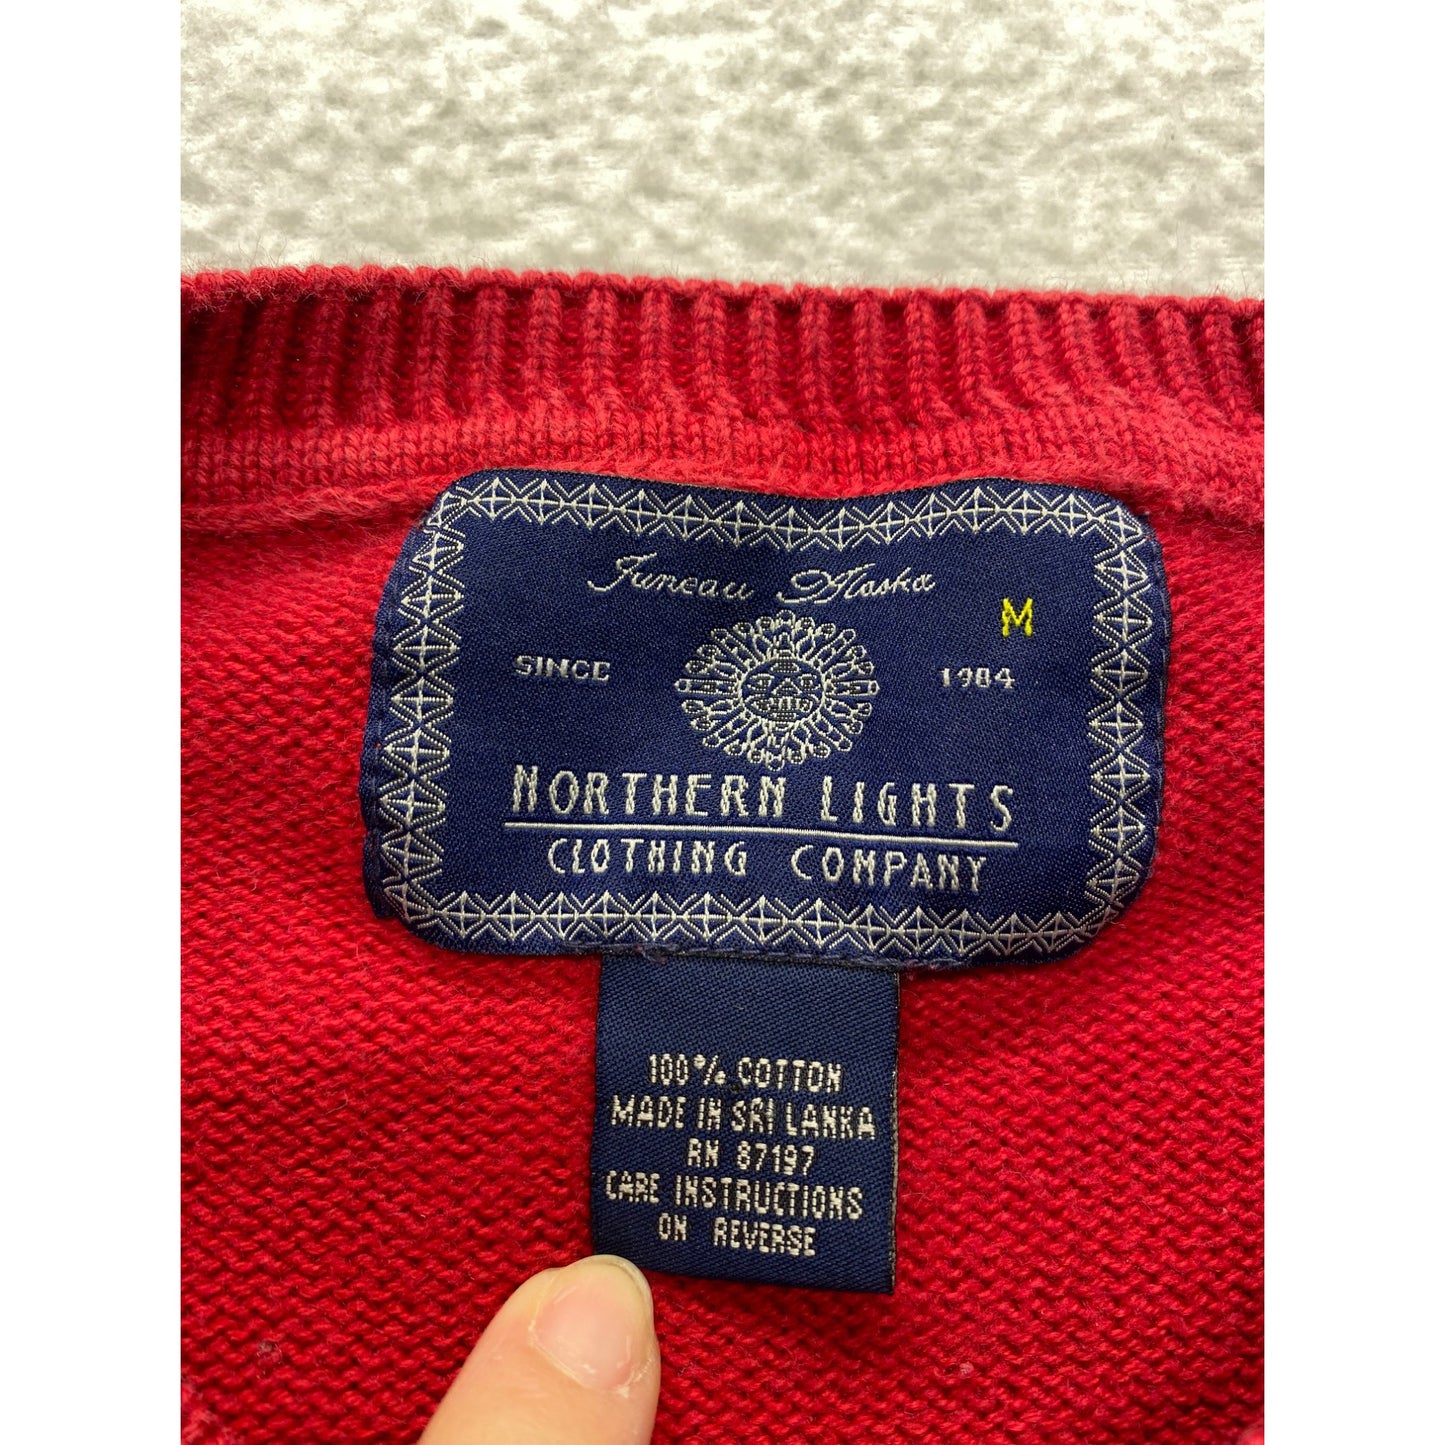 Juneau Alaska
M
SINCE 1984
NORTHERN LIGHTS
CLOTHING COMPANY
100% COTTON
MADE IN SRI LANKA
RN 87197
CARE INSTRUCTIONS
ON REVERSE